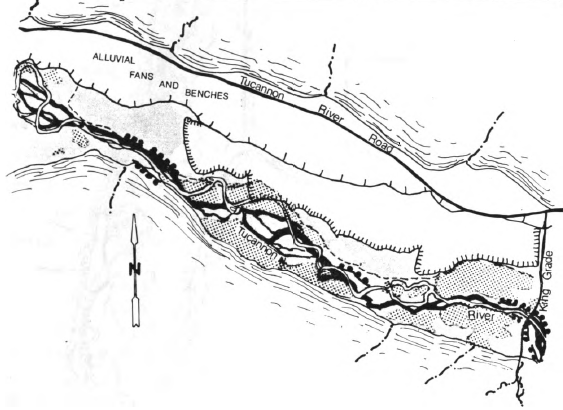 ALLUVIAL
FANS AND BENCHES
Tucannon River Road
N
Tucannon
River
King Grade